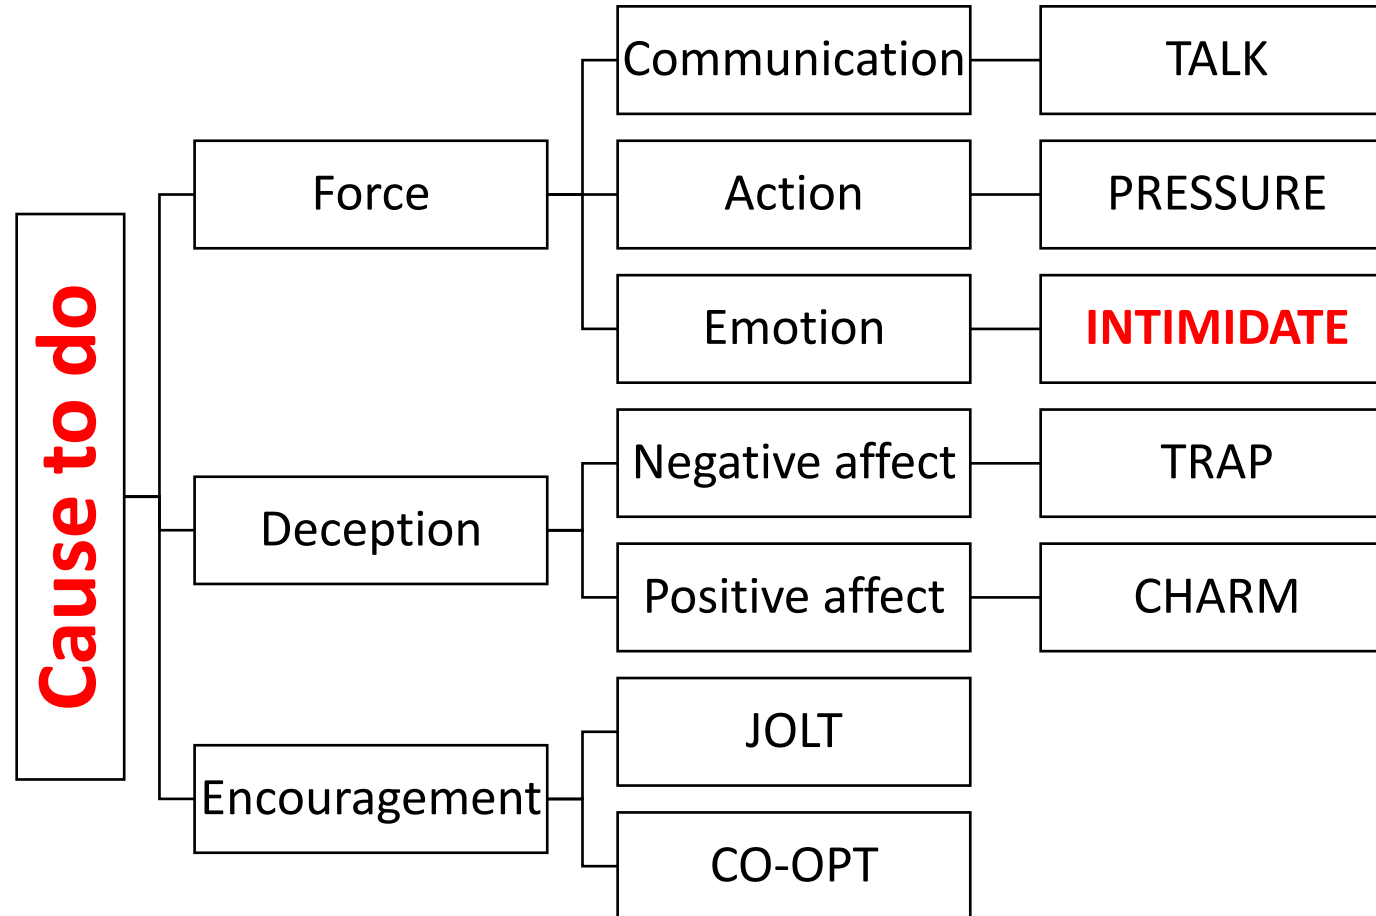 Cause to do
Force
Communication
TALK
Action
PRESSURE
Emotion
INTIMIDATE
Deception
Negative affect
TRAP
Positive affect
CHARM
Encouragement
JOLT
CO-OPT